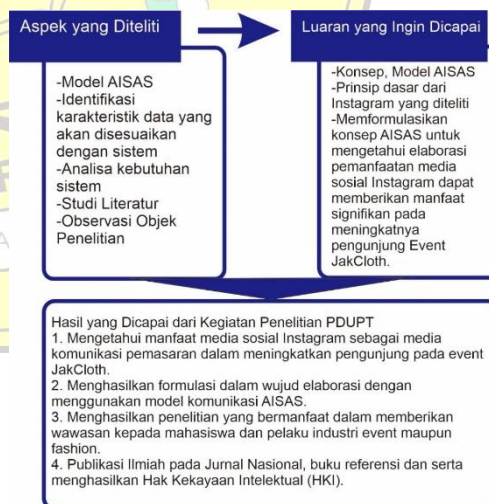 Aspek yang Diteliti
-Model AISAS
-Identifikasi
karakteristik data yang
akan disesuaikan
dengan sistem
-Analisa kebutuhan
sistem
-Studi Literatur
-Observasi Objek
Penelitian
Luaran yang Ingin Dicapai
-Konsep, Model AISAS
-Prinsip dasar dari
Instagram yang diteliti
-Memformulasikan
konsep AISAS untuk
mengetahui elaborasi
pemanfaatan media
sosial Instagram dapat
memberikan manfaat
signifikan pada
meningkatnya
pengunjung Event
JakCloth.
Hasil yang Dicapai dari Kegiatan Penelitian PDUPT
1. Mengetahui manfaat media sosial Instagram sebagai media
komunikasi pemasaran dalam meningkatkan pengunjung pada event
JakCloth.
2. Menghasilkan formulasi dalam wujud elaborasi dengan
menggunakan model komunikasi AISAS.
3. Menghasilkan penelitian yang bermanfaat dalam memberikan
wawasan kepada mahasiswa dan pelaku industri event maupun
fashion.
4. Publikasi Ilmiah pada Jurnal Nasional, buku referensi dan serta
menghasilkan Hak Kekayaan Intelektual (HKI).